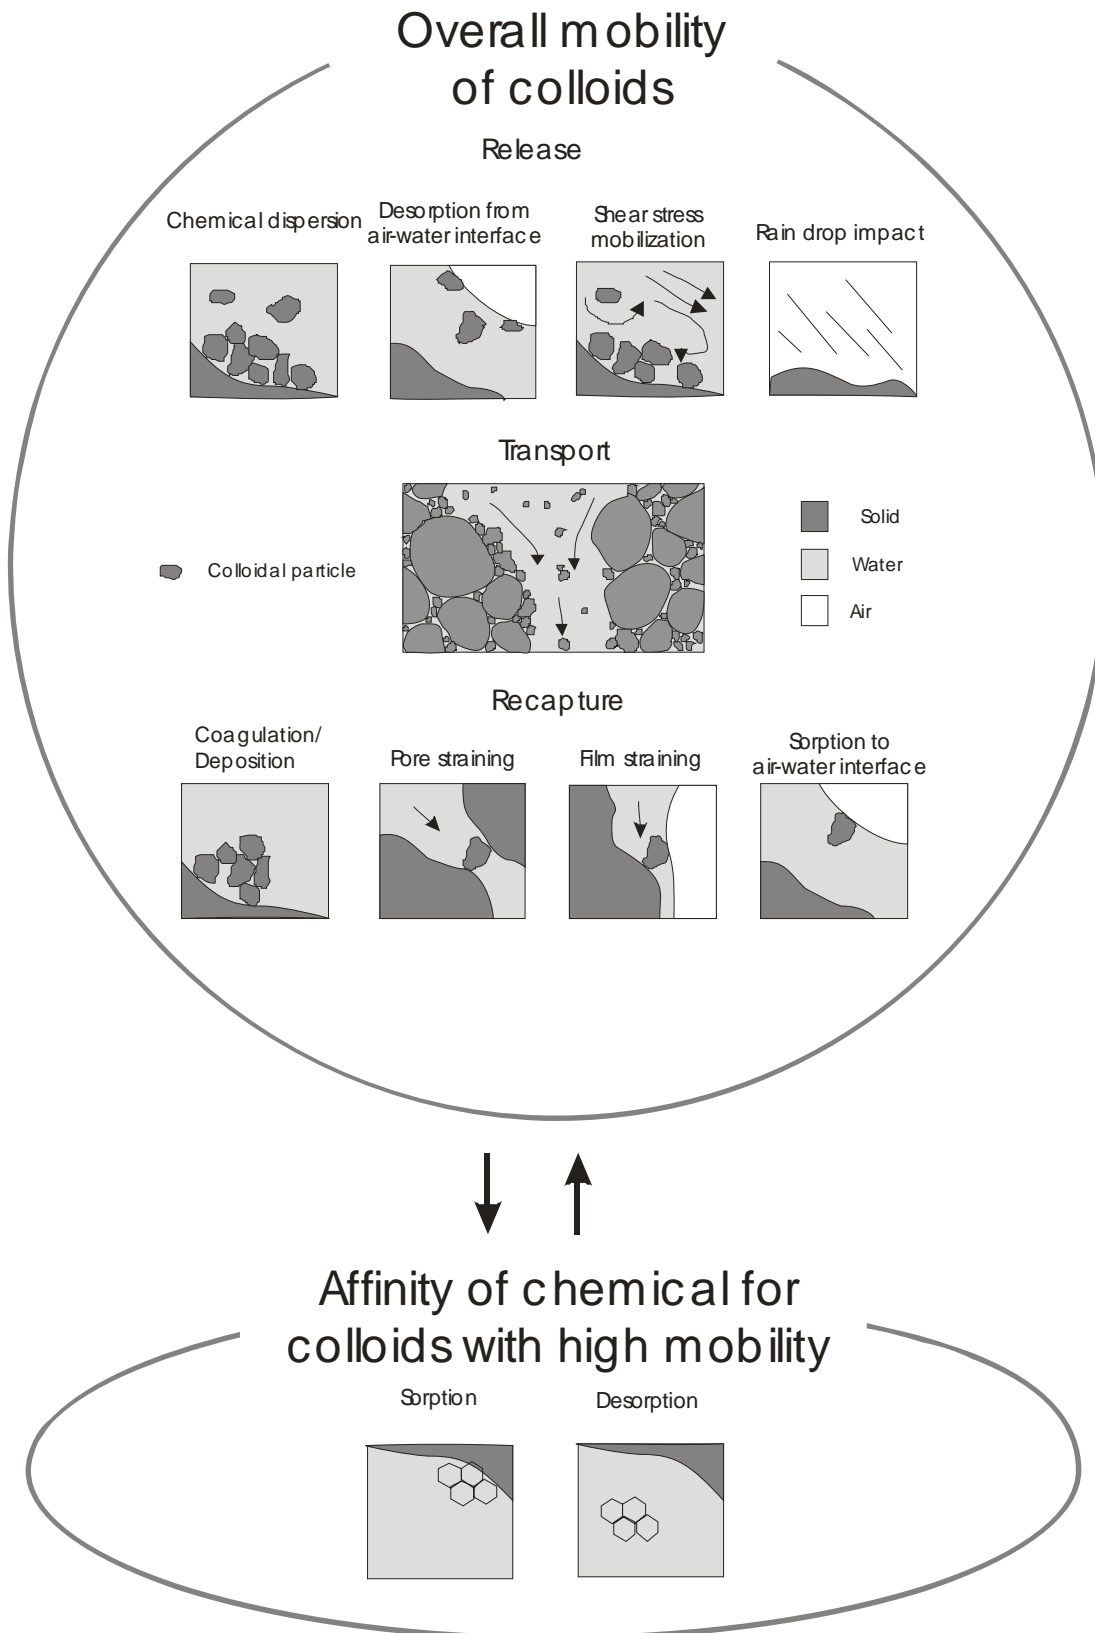 Overall mobility
of colloids
Release
Chemical dispersion
Desorption from
air-water interface
Shear stress
mobilization
Rain drop impact
Transport
Colloidal particle
Solid
Water
Air
Recapture
Coagulation/
Deposition
Pore straining
Film straining
Sorption to
air-water interface
Affinity of chemical for
colloids with high mobility
Sorption
Desorption